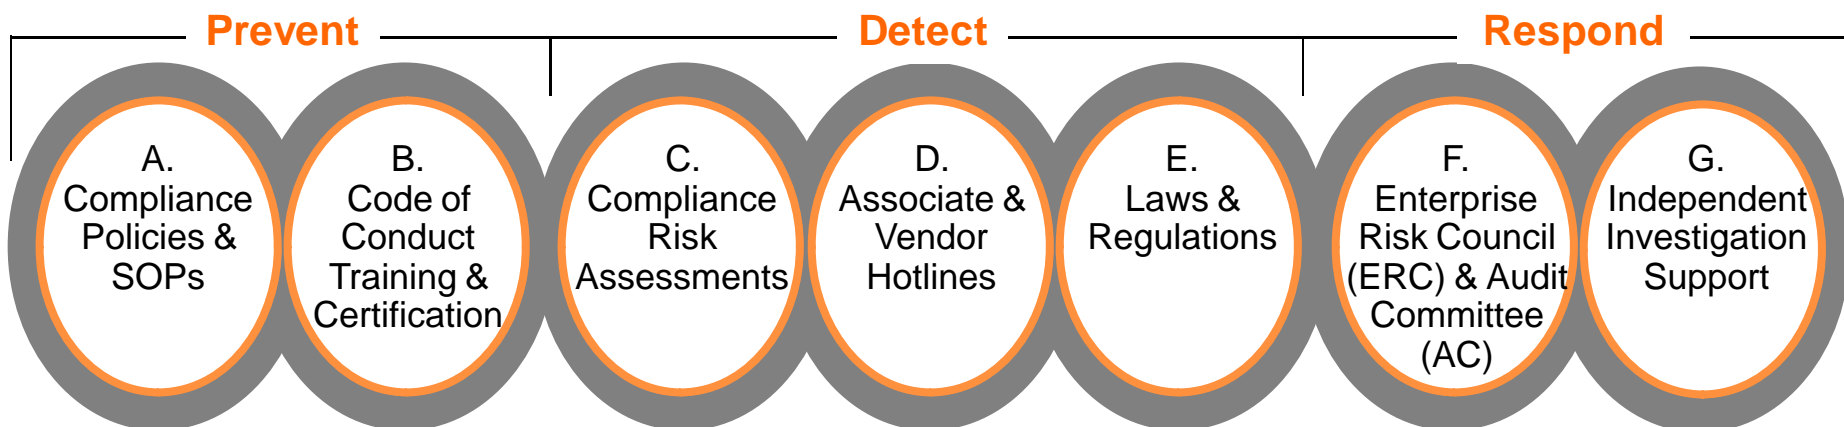 Prevent
Detect
Respond
A.
Compliance
Policies &
SOPs
B.
Code of
Conduct
Training &
Certification
C.
Compliance
Risk
Assessments
D.
Associate &
Vendor
Hotlines
E.
Laws &
Regulations
F.
Enterprise
Risk Council
(ERC) & Audit
Committee
(AC)
G.
Independent
Investigation
Support